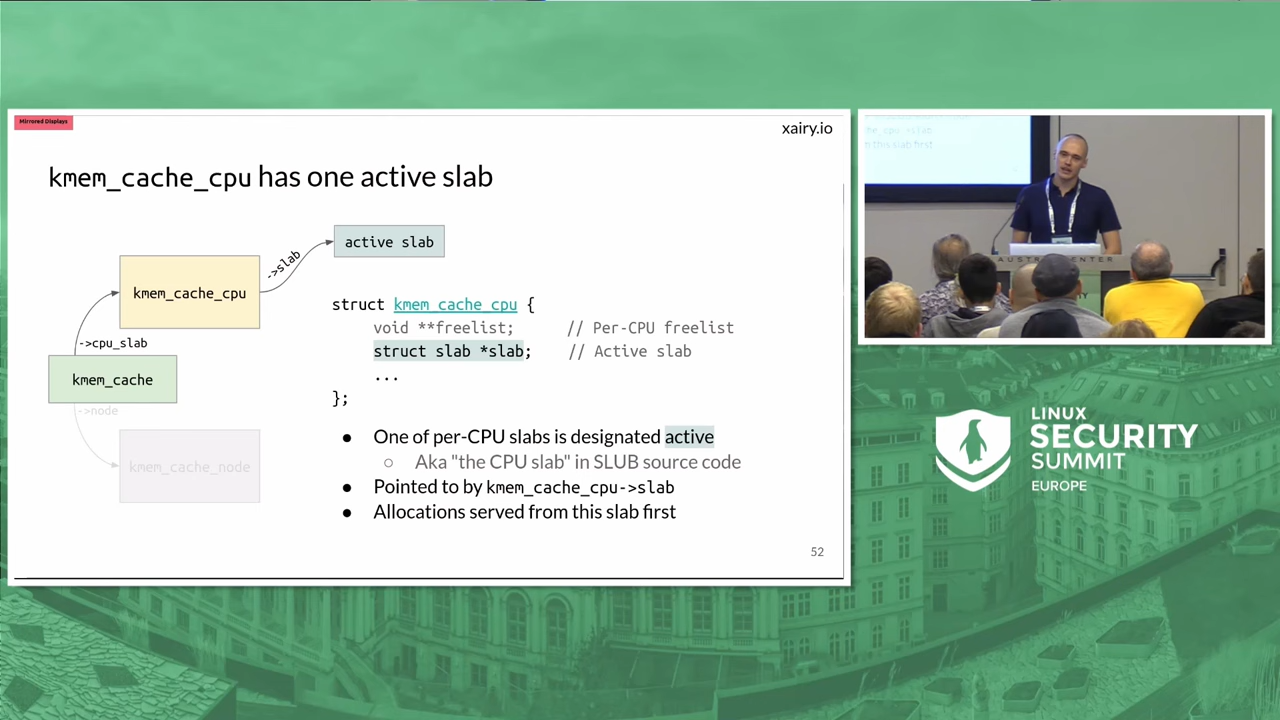 Mirrored Displays
xairy.io
kmem_cache_cpu has one active slab
active slab
->slab
kmem_cache_cpu
->cpu_slab
kmem_cache
->node
kmem_cache_node
struct kmem_cache_cpu {
void **freelist; // Per-CPU freelist
struct slab *slab; // Active slab
...
};
● One of per-CPU slabs is designated active
○ Aka "the CPU slab" in SLUB source code
● Pointed to by kmem_cache_cpu->slab
● Allocations served from this slab first
52
AUSTRIA CENTER
LINUX
SECURITY
SUMMIT
EUROPE